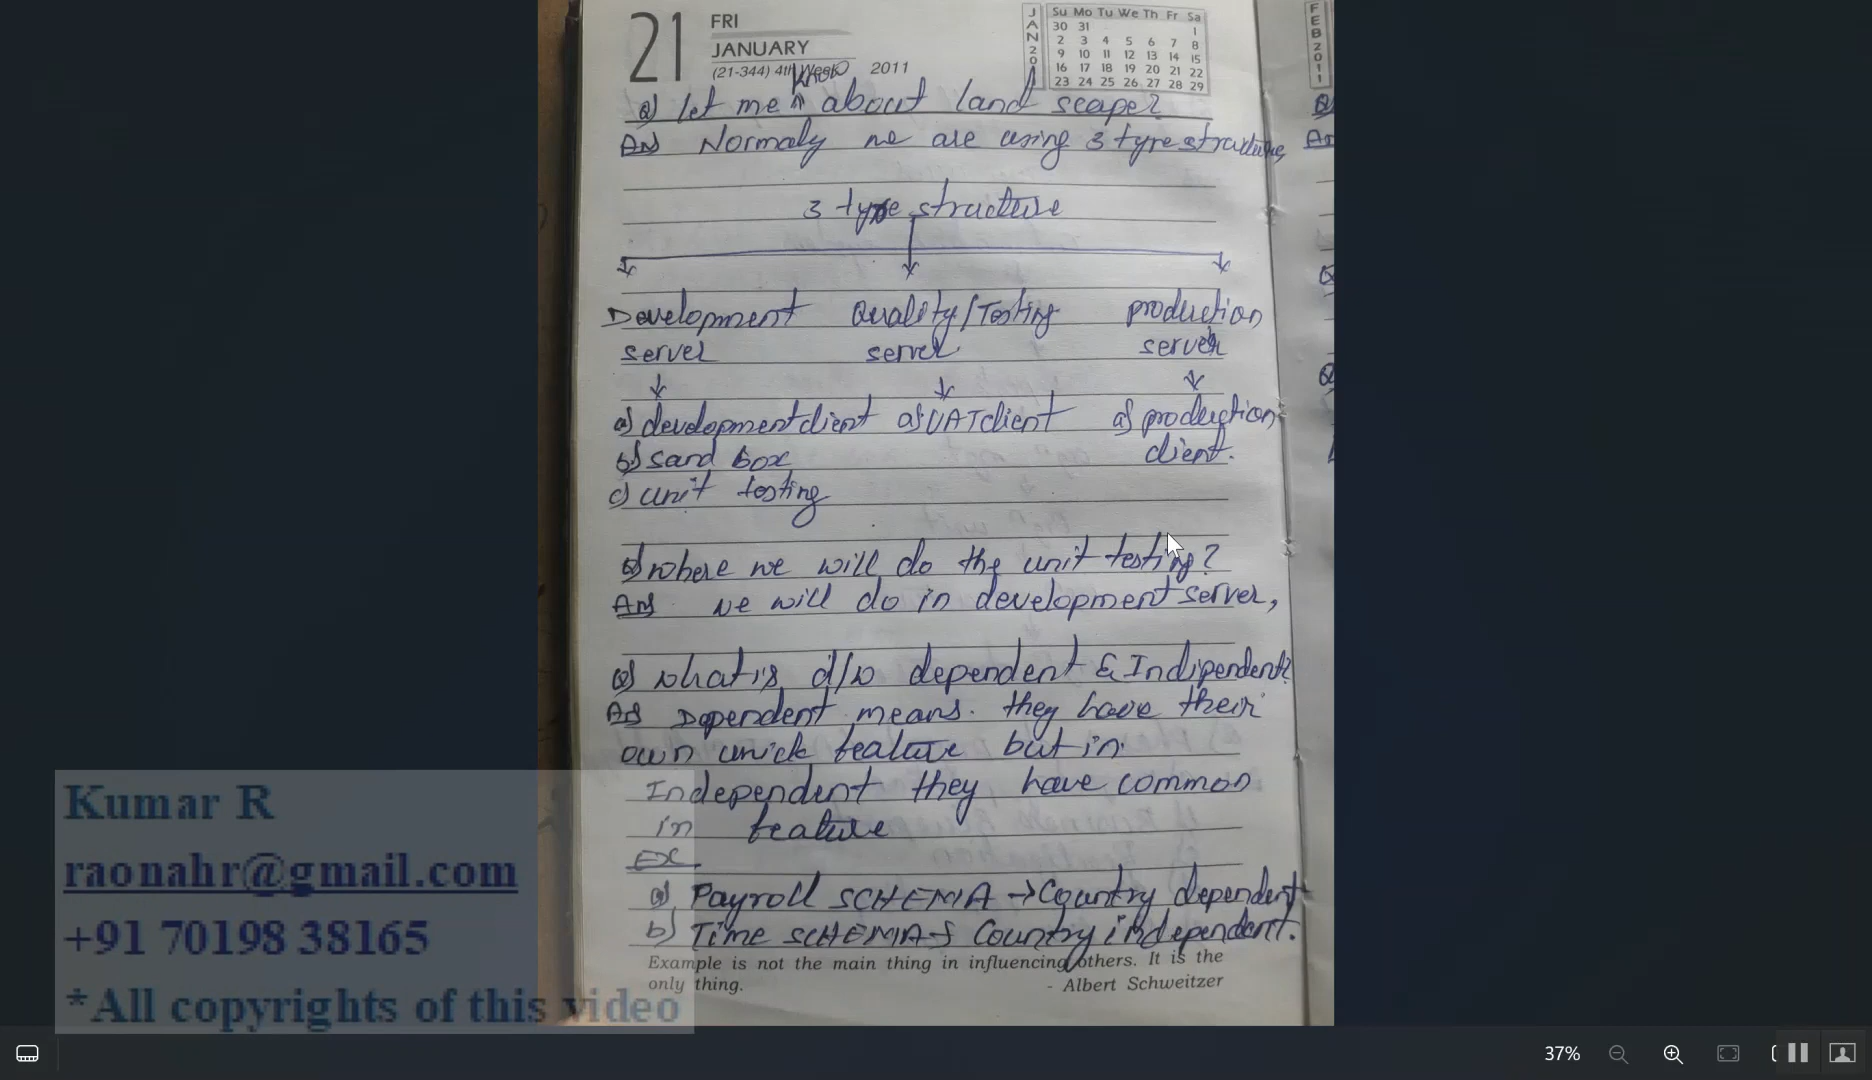 21 FRI
JANUARY
(21-344) 4th Week 2011
JAN 20
Su Mo Tu We Th Fr Sa
30 31 1
2 3 4 5 6 7 8
9 10 11 12 13 14 15
16 17 18 19 20 21 22
23 24 25 26 27 28 29
FEB 2011
know
Q) let me ^ about land scape?
Ans Normaly we are using 3 type structure,
3 type structure
Development Quality/Testing production
server server server
a) development client a) UAT client a) production
b) sand box client.
c) unit testing
Q) where we will do the unit testing?
Ans we will do in development server,
Q) what is d/w dependent & Indipendent?
Ans Dependent means. they have their
own unick feature but in
Independent they have common
in feature
EX
a) Payroll SCHEMA → Country dependent
b) Time SCHEMA → Country independent.
Example is not the main thing in influencing others. It is the
only thing. - Albert Schweitzer
Kumar R
raonahr@gmail.com
+91 70198 38165
*All copyrights of this video
37%